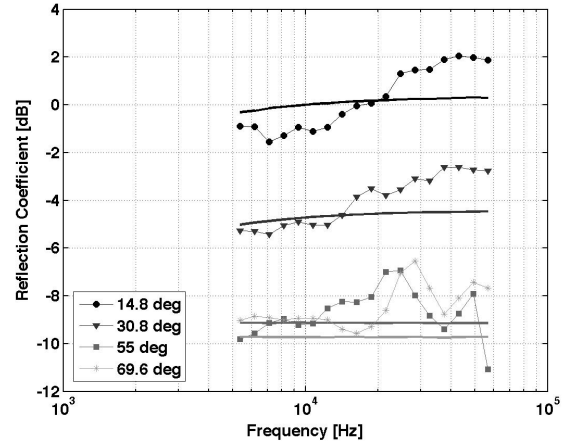 4
2
0
-2
-4
-6
-8
-10
-12
Reflection Coefficient [dB]
14.8 deg
30.8 deg
55 deg
69.6 deg
10³ 10⁴ 10⁵
Frequency [Hz]